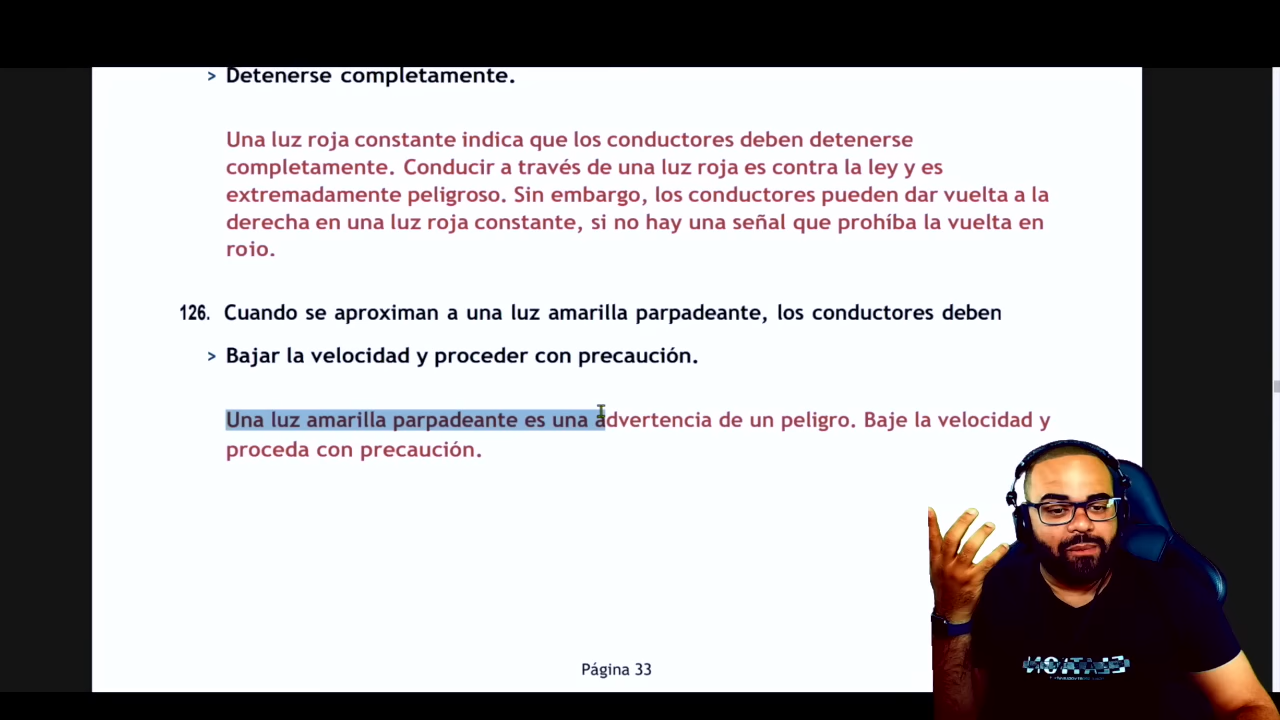 > Detenerse completamente.
Una luz roja constante indica que los conductores deben detenerse
completamente. Conducir a través de una luz roja es contra la ley y es
extremadamente peligroso. Sin embargo, los conductores pueden dar vuelta a la
derecha en una luz roja constante, si no hay una señal que prohíba la vuelta en
rojo.
126. Cuando se aproximan a una luz amarilla parpadeante, los conductores deben
> Bajar la velocidad y proceder con precaución.
Una luz amarilla parpadeante es una advertencia de un peligro. Baje la velocidad y
proceda con precaución.
Página 33